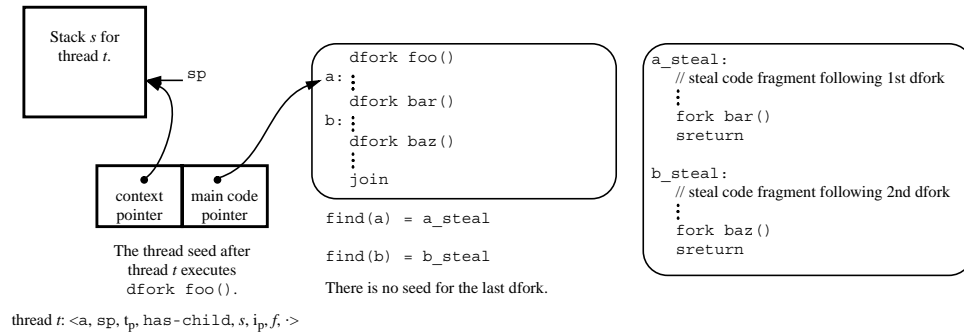 Stack s for
thread t.
sp
context
pointer
main code
pointer
The thread seed after
thread t executes
dfork foo().
dfork foo()
a:
dfork bar()
b:
dfork baz()
join
find(a) = a_steal
find(b) = b_steal
There is no seed for the last dfork.
a_steal:
// steal code fragment following 1st dfork
fork bar()
sreturn
b_steal:
// steal code fragment following 2nd dfork
fork baz()
sreturn
thread t: <a, sp, tp, has-child, s, ip, f, ·>